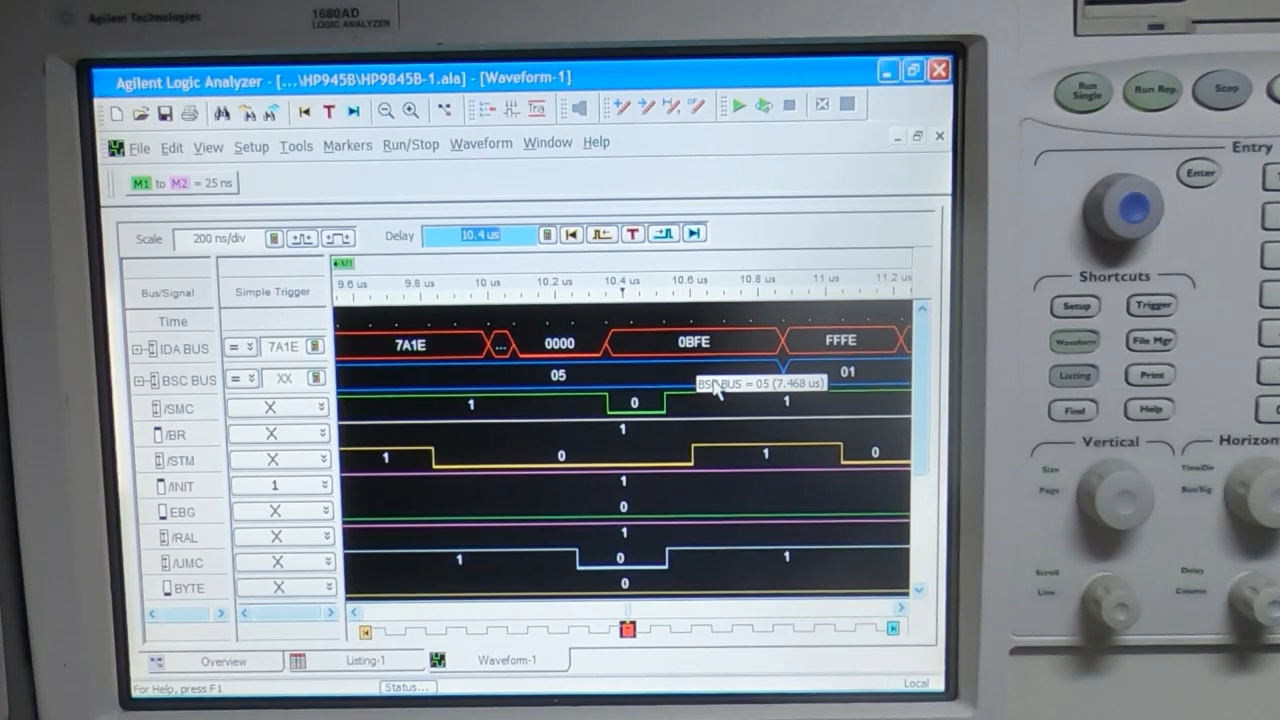 Agilent Technologies
1680AD
LOGIC ANALYZER
Agilent Logic Analyzer - [...\HP945B\HP9845B-1.ala] - [Waveform-1]
File Edit View Setup Tools Markers Run/Stop Waveform Window Help
M1 to M2 = 25 ns
Scale 200 ns/div Delay 10.4 us
M1
Bus/Signal Simple Trigger 9.6 us 9.8 us 10 us 10.2 us 10.4 us 10.6 us 10.8 us 11 us 11.2 us
Time
IDA BUS = 7A1E 7A1E ... 0000 0BFE FFFE
BSC BUS = XX 05 01
BSC BUS = 05 (7.468 us)
/SMC X 1 0 1
/BR X 1
/STM X 1 0 1 0
/INIT 1 1
EBG X 0
/RAL X 1
/UMC X 1 0 1
BYTE X 0
T
Overview Listing-1 Waveform-1
For Help, press F1 Status... Local
Run Single Run Rep Stop
Entry
Enter
Shortcuts
Setup Trigger
Waveform File Mgr
Listing Print
Find Help
Vertical Horizon
Size
Page
Time/Div
Bus/Sig
Scroll
Line
Delay
Column